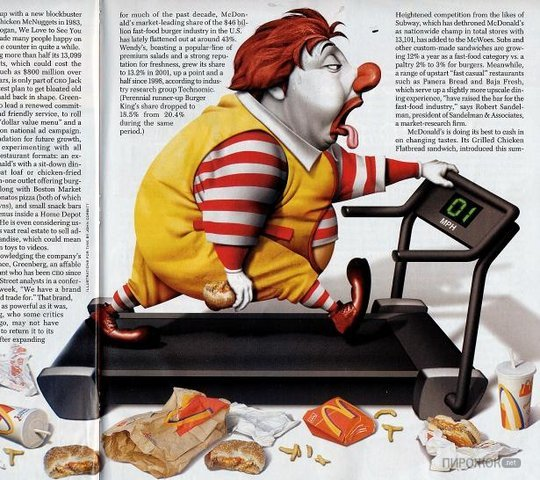 up with a new blockbuster
hicken McNuggets in 1983,
ogan, We Love to See You
ade many people happy on
e counter in quite a while.
g more than half its 13,099
ts, which could cost the
uch as $800 million over
ars, is only part of CEO Jack
est plan to get bloated old
ald back in shape. Green-
to lead a renewed commit-
d friendly service, to roll
"dollar value menu" and a
on national ad campaign.
ndation for future growth,
experimenting with all
estaurant formats: an ex-
ld's with a sit-down din-
at loaf or chicken-fried
n-one outlet offering burg-
long with Boston Market
onatos pizza (both of which
wns), and small snack bars
mus inside a Home Depot
He is even considering us-
s vast real estate to sell ad-
andise, which could mean
n toys to videos.
nowledging the company's
ace, Greenberg, an affable
nt who has been CEO since
Street analysts in a confer-
week, "We have a brand
d trade for." That brand,
as powerful as it was,
g, who some critics
go, may not have
to return it to its
fter expanding
for much of the past decade, McDon-
ald's market-leading share of the $46 bil-
lion fast-food burger industry in the U.S.
has lately flattened out at around 43%.
Wendy's, boasting a popular line of
premium salads and a strong repu-
tation for freshness, grew its share
to 13.2% in 2001, up a point and a
half since 1998, according to indus-
try research group Technomic.
(Perennial runner-up Burger
King's share dropped to
18.5% from 20.4%
during the same
period.)
Heightened competition from the likes of
Subway, which has dethroned McDonald's
as nationwide champ in total stores with
13,101, has added to the McWoes. Subs and
other custom-made sandwiches are grow-
ing 12% a year as a fast-food category vs. a
paltry 2% to 3% for burgers. Meanwhile,
a range of upstart "fast casual" restaurants
such as Panera Bread and Baja Fresh,
which serve up a slightly more upscale din-
ing experience, "have raised the bar for the
fast-food industry," says Robert Sandel-
man, president of Sandelman & Associates,
a market-research firm.
McDonald's is doing its best to cash in
on changing tastes. Its Grilled Chicken
Flatbread sandwich, introduced this sum-
ILLUSTRATION FOR TIME BY
01
MPH
ПИРОЖОК.net